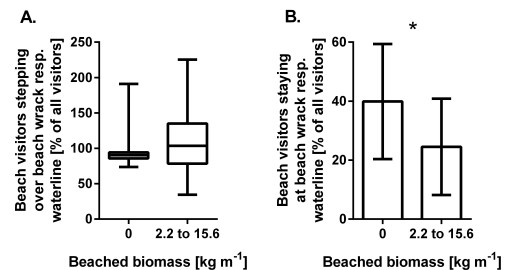 A.
Beach visitors stepping
over beach wrack resp.
waterline [% of all visitors]
250
200
150
100
50
0
0
2.2 to 15.6
Beached biomass [kg m⁻¹]
B.
*
Beach visitors staying
at beach wrack resp.
waterline [% of all visitors]
60
40
20
0
0
2.2 to 15.6
Beached biomass [kg m⁻¹]